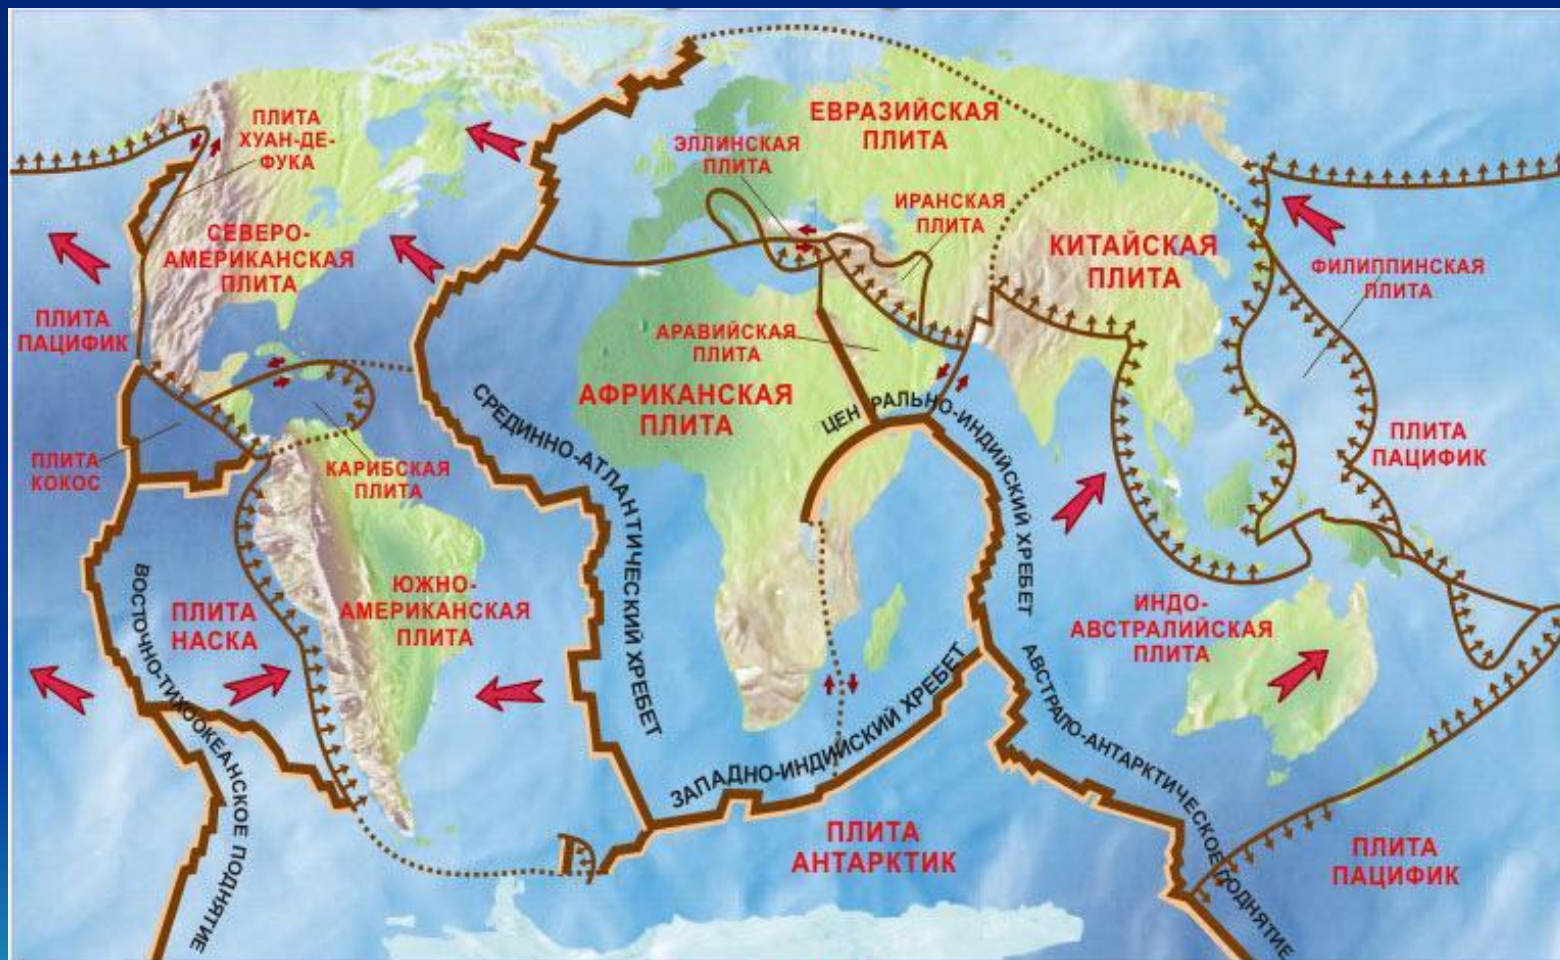 ПЛИТА
ХУАН-ДЕ-
ФУКА
ЭЛЛИНСКАЯ
ПЛИТА
ЕВРАЗИЙСКАЯ
ПЛИТА
ИРАНСКАЯ
ПЛИТА
СЕВЕРО-
АМЕРИКАНСКАЯ
ПЛИТА
КИТАЙСКАЯ
ПЛИТА
ФИЛИППИНСКАЯ
ПЛИТА
ПЛИТА
ПАЦИФИК
АРАВИЙСКАЯ
ПЛИТА
АФРИКАНСКАЯ
ПЛИТА
СРЕДИННО-АТЛАНТИЧЕСКИЙ ХРЕБЕТ
ЦЕН РАЛЬНО-ИНДИЙСКИЙ ХРЕБЕТ
ПЛИТА
ПАЦИФИК
ПЛИТА
КОКОС
КАРИБСКАЯ
ПЛИТА
ВОСТОЧНО-ТИХООКЕАНСКОЕ ПОДНЯТИЕ
ПЛИТА
НАСКА
ЮЖНО-
АМЕРИКАНСКАЯ
ПЛИТА
ИНДО-
АВСТРАЛИЙСКАЯ
ПЛИТА
ЗАПАДНО-ИНДИЙСКИЙ ХРЕБЕТ
АВСТРАЛО-АНТАРКТИЧЕСКОЕ ПОДНЯТИЕ
ПЛИТА
АНТАРКТИК
ПЛИТА
ПАЦИФИК